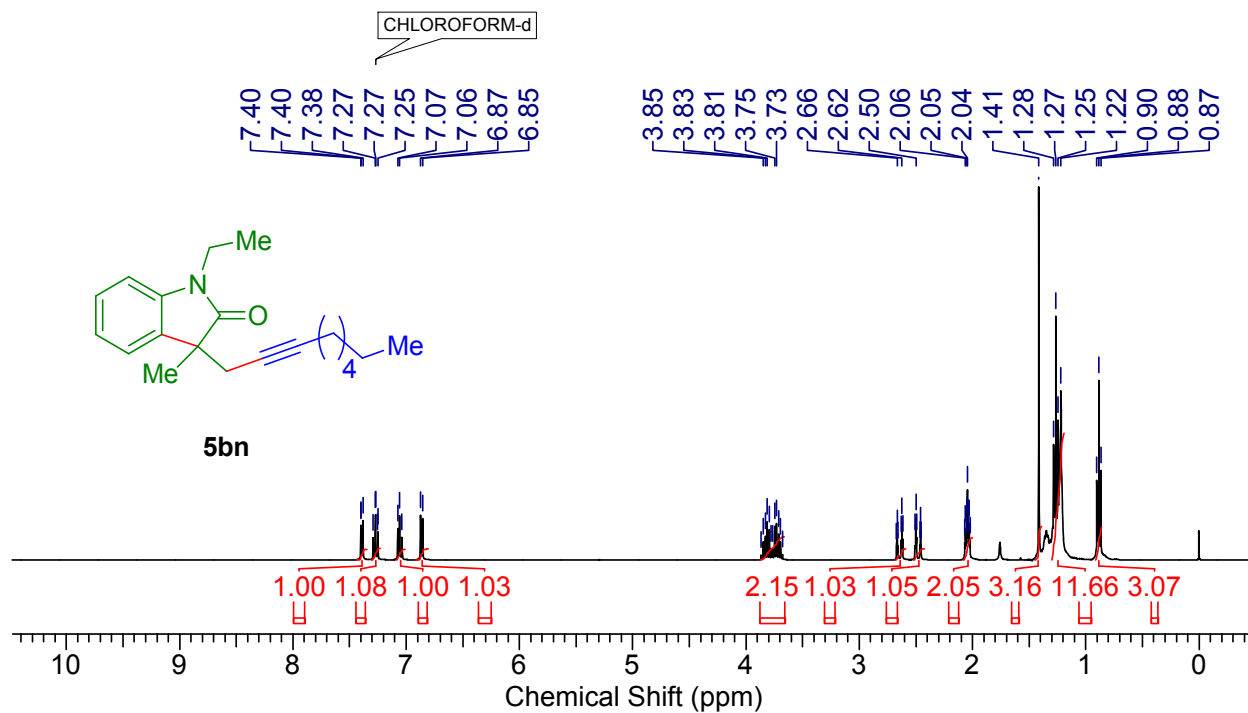 CHLOROFORM-d
7.40 7.40 7.38 7.27 7.27 7.25 7.07 7.06 6.87 6.85 3.85 3.83 3.81 3.75 3.73 2.66 2.62 2.50 2.06 2.05 2.04 1.41 1.28 1.27 1.25 1.22 0.90 0.88 0.87
Me
N
O
Me
4
Me
5bn
1.00 1.08 1.00 1.03 2.15 1.03 1.05 2.05 3.16 11.66 3.07
10 9 8 7 6 5 4 3 2 1 0
Chemical Shift (ppm)